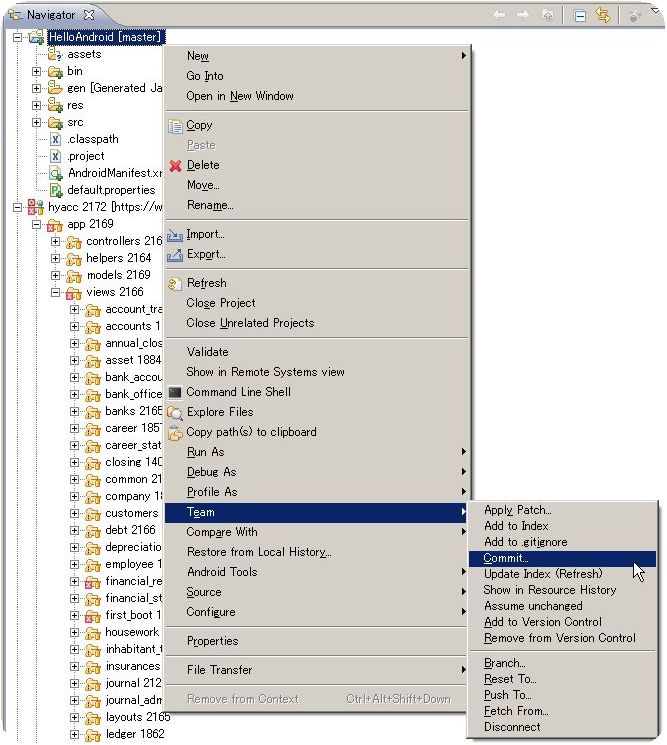 Navigator
HelloAndroid [master]
assets
bin
gen [Generated Ja
res
src
.classpath
.project
AndroidManifest.xr
default.properties
hyacc 2172 [https://w
app 2169
controllers 216
helpers 2164
models 2169
views 2166
account_tra
accounts 1
annual_clos
asset 1884
bank_accou
bank_office
banks 2165
career 1857
career_stat
closing 140
common 21
company 18
customers
debt 2166
depreciatio
employee 1
financial_re
financial_st
first_boot 1
housework
inhabitant_t
insurances
journal 212
journal_adm
layouts 2165
ledger 1862
New
Go Into
Open in New Window
Copy
Paste
Delete
Move...
Rename...
Import...
Export...
Refresh
Close Project
Close Unrelated Projects
Validate
Show in Remote Systems view
Command Line Shell
Explore Files
Copy path(s) to clipboard
Run As
Debug As
Profile As
Team
Compare With
Restore from Local History...
Android Tools
Source
Configure
Properties
File Transfer
Remove from Context Ctrl+Alt+Shift+Down
Apply Patch...
Add to Index
Add to .gitignore
Commit...
Update Index (Refresh)
Show in Resource History
Assume unchanged
Add to Version Control
Remove from Version Control
Branch...
Reset To...
Push To...
Fetch From...
Disconnect